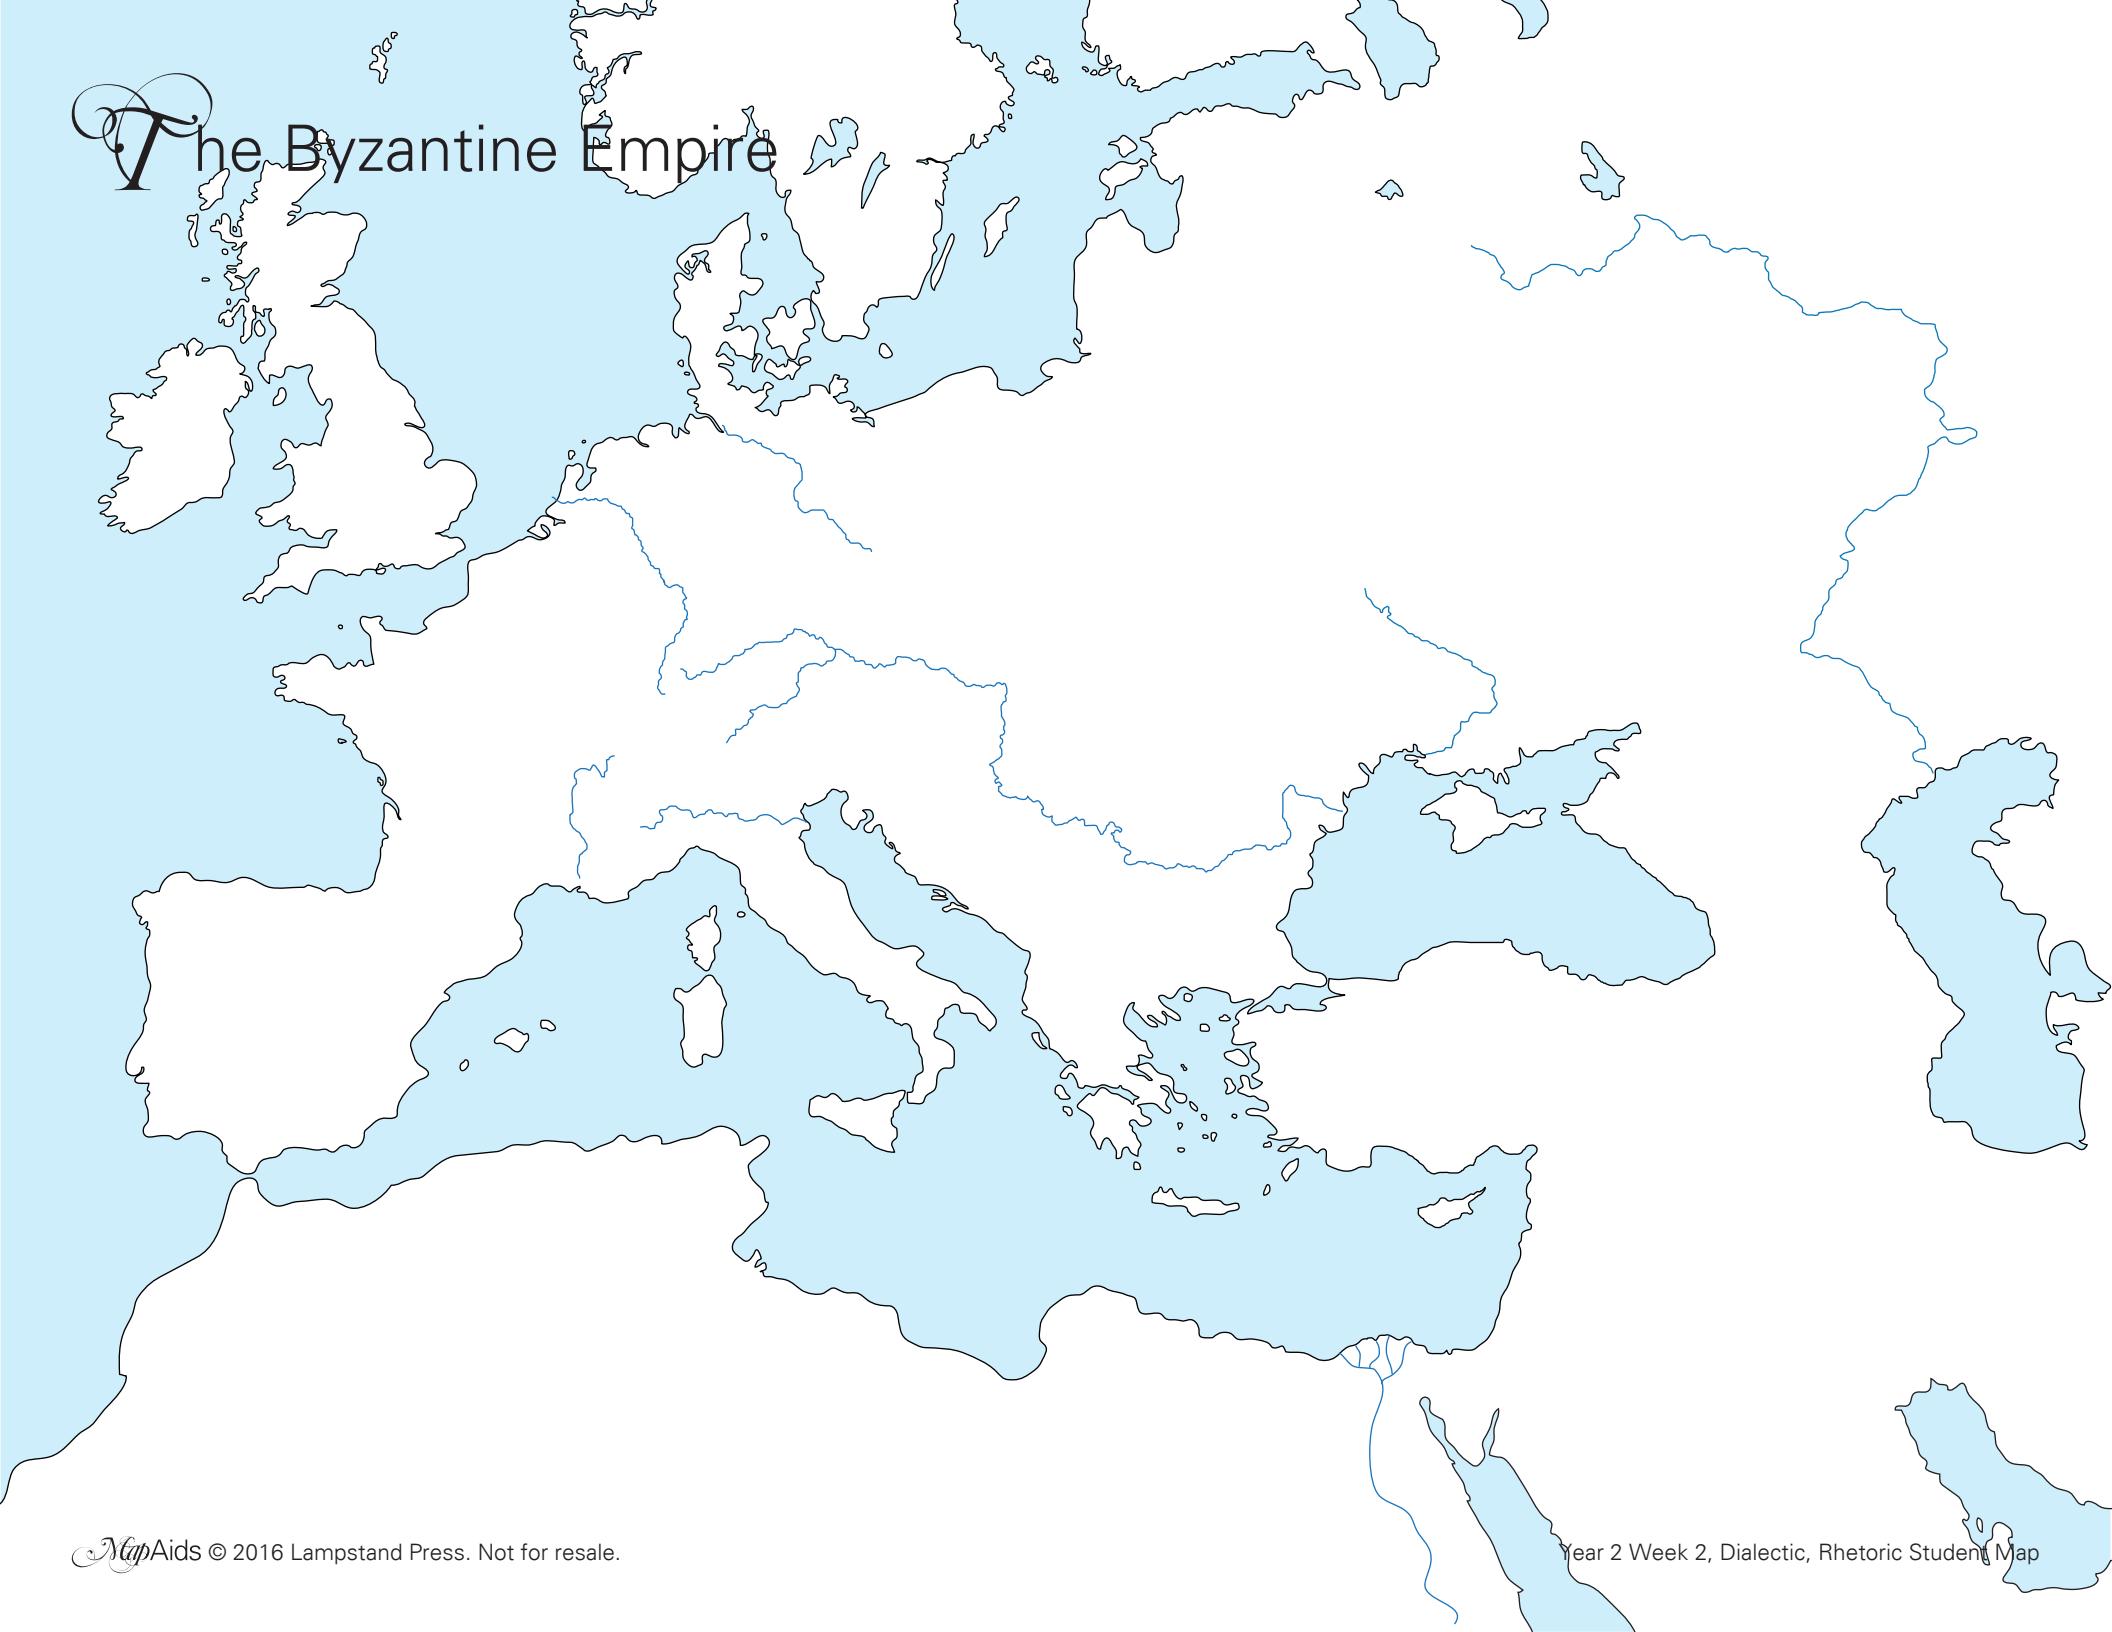 The Byzantine Empire
MapAids © 2016 Lampstand Press. Not for resale.
Year 2 Week 2, Dialectic, Rhetoric Student Map